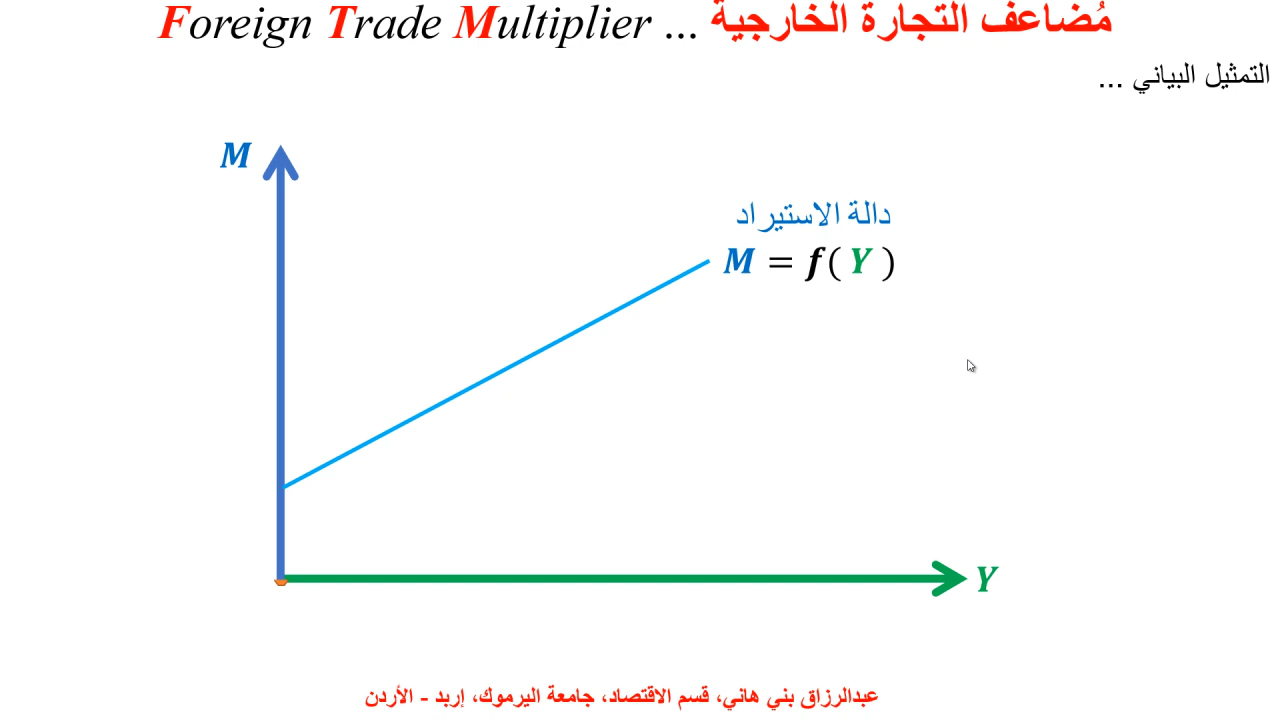 مُضاعف التجارة الخارجية ... Foreign Trade Multiplier
التمثيل البياني ...
M
دالة الاستيراد
M = f( Y )
Y
عبدالرزاق بني هاني، قسم الاقتصاد، جامعة اليرموك، إربد - الأردن